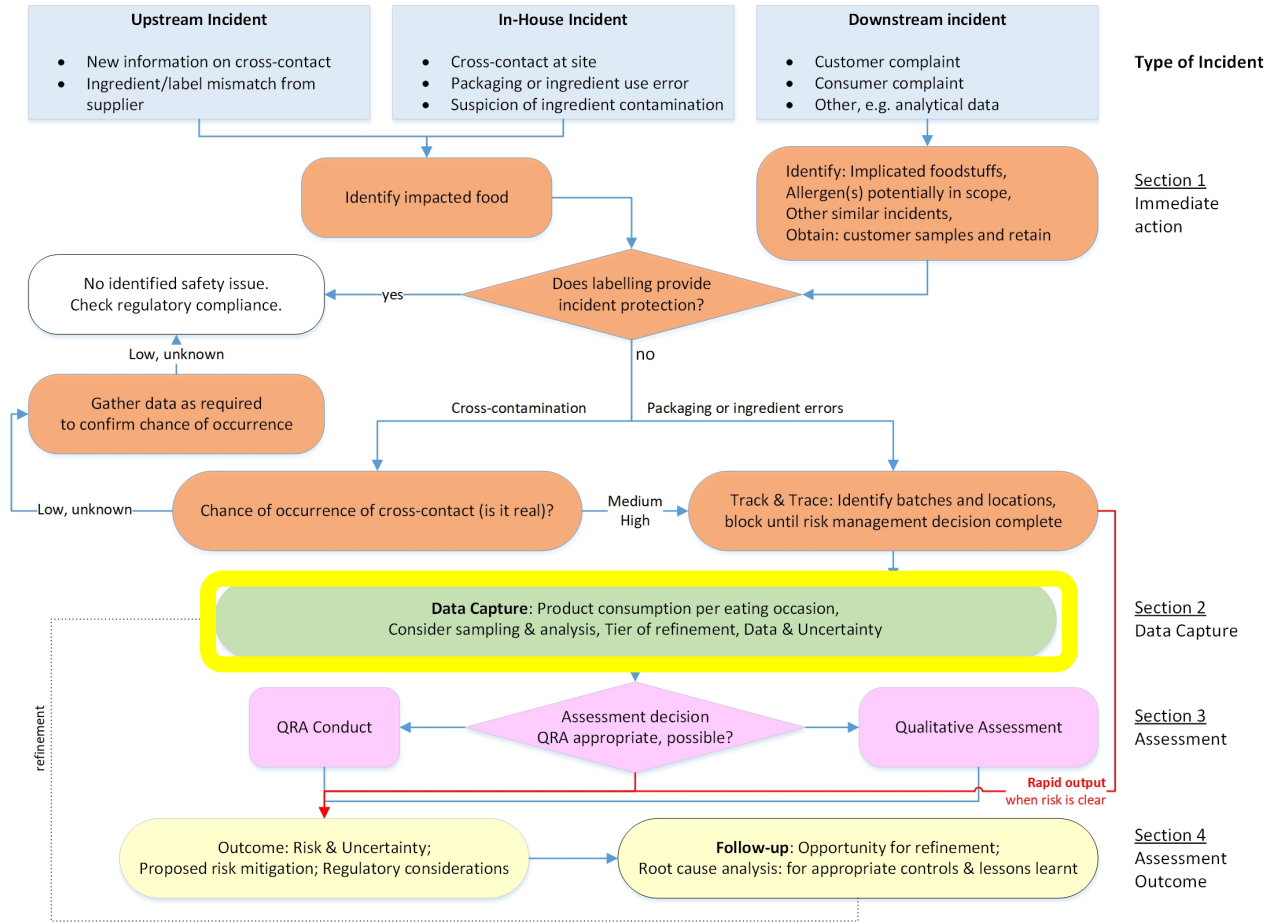 Upstream Incident
• New information on cross-contact
• Ingredient/label mismatch from
supplier
In-House Incident
• Cross-contact at site
• Packaging or ingredient use error
• Suspicion of ingredient contamination
Downstream incident
• Customer complaint
• Consumer complaint
• Other, e.g. analytical data
Type of Incident
Identify impacted food
Identify: Implicated foodstuffs,
Allergen(s) potentially in scope,
Other similar incidents,
Obtain: customer samples and retain
Section 1
Immediate
action
No identified safety issue.
Check regulatory compliance.
yes
Does labelling provide
incident protection?
no
Low, unknown
Gather data as required
to confirm chance of occurrence
Cross-contamination
Packaging or ingredient errors
Low, unknown
Chance of occurrence of cross-contact (is it real)?
Medium
High
Track & Trace: Identify batches and locations,
block until risk management decision complete
Data Capture: Product consumption per eating occasion,
Consider sampling & analysis, Tier of refinement, Data & Uncertainty
Section 2
Data Capture
refinement
QRA Conduct
Assessment decision
QRA appropriate, possible?
Qualitative Assessment
Section 3
Assessment
Rapid output
when risk is clear
Outcome: Risk & Uncertainty;
Proposed risk mitigation; Regulatory considerations
Follow-up: Opportunity for refinement;
Root cause analysis: for appropriate controls & lessons learnt
Section 4
Assessment
Outcome